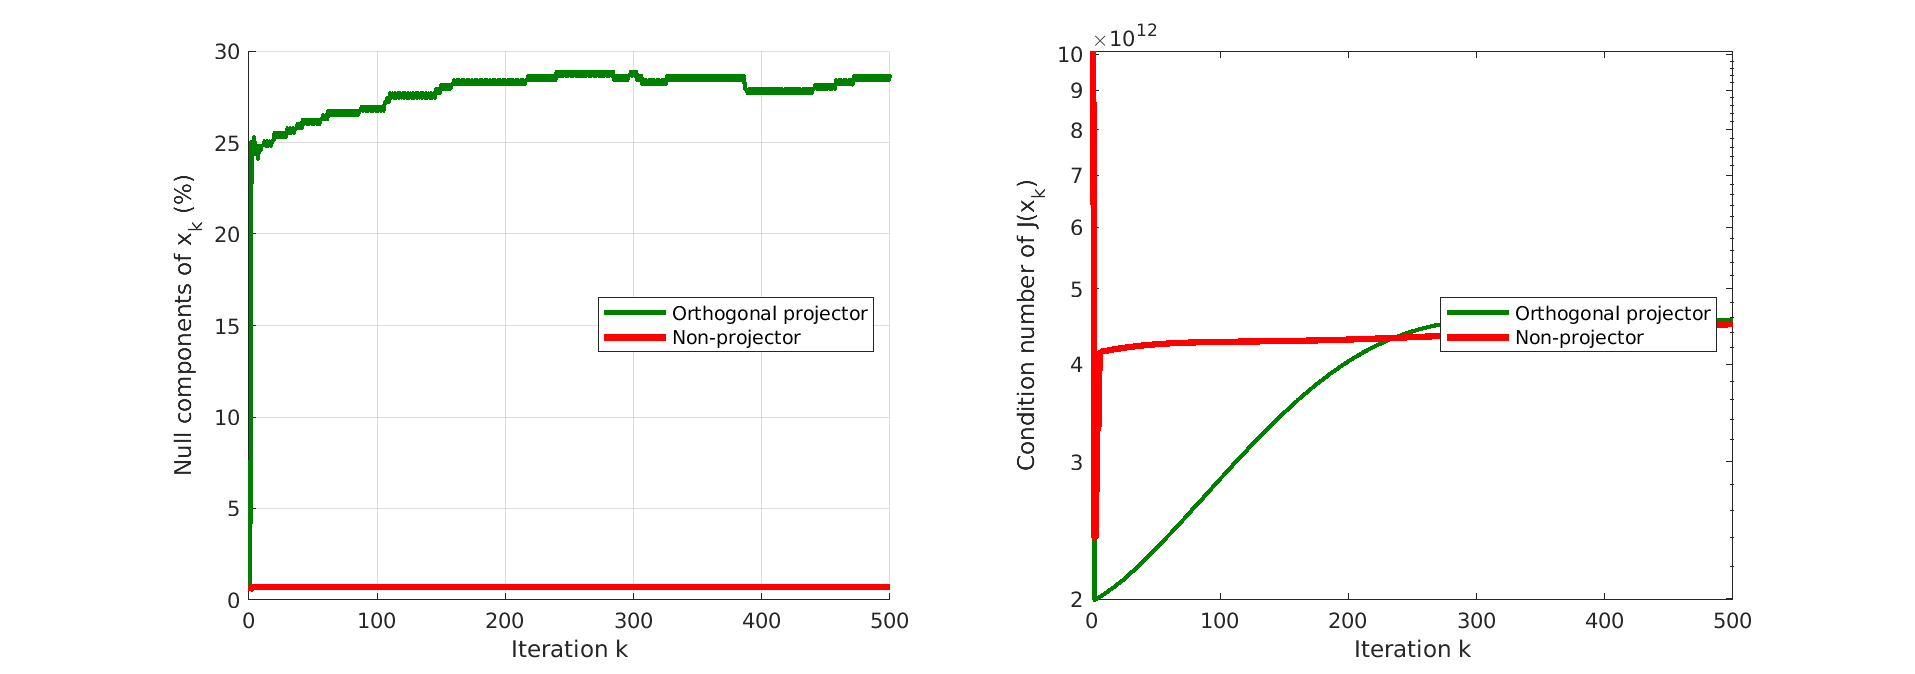 30
25
20
15
10
5
0
0 100 200 300 400 500
Null components of x_k (%)
Iteration k
Orthogonal projector
Non-projector
×10^12
10
9
8
7
6
5
4
3
2
0 100 200 300 400 500
Condition number of J(x_k)
Iteration k
Orthogonal projector
Non-projector